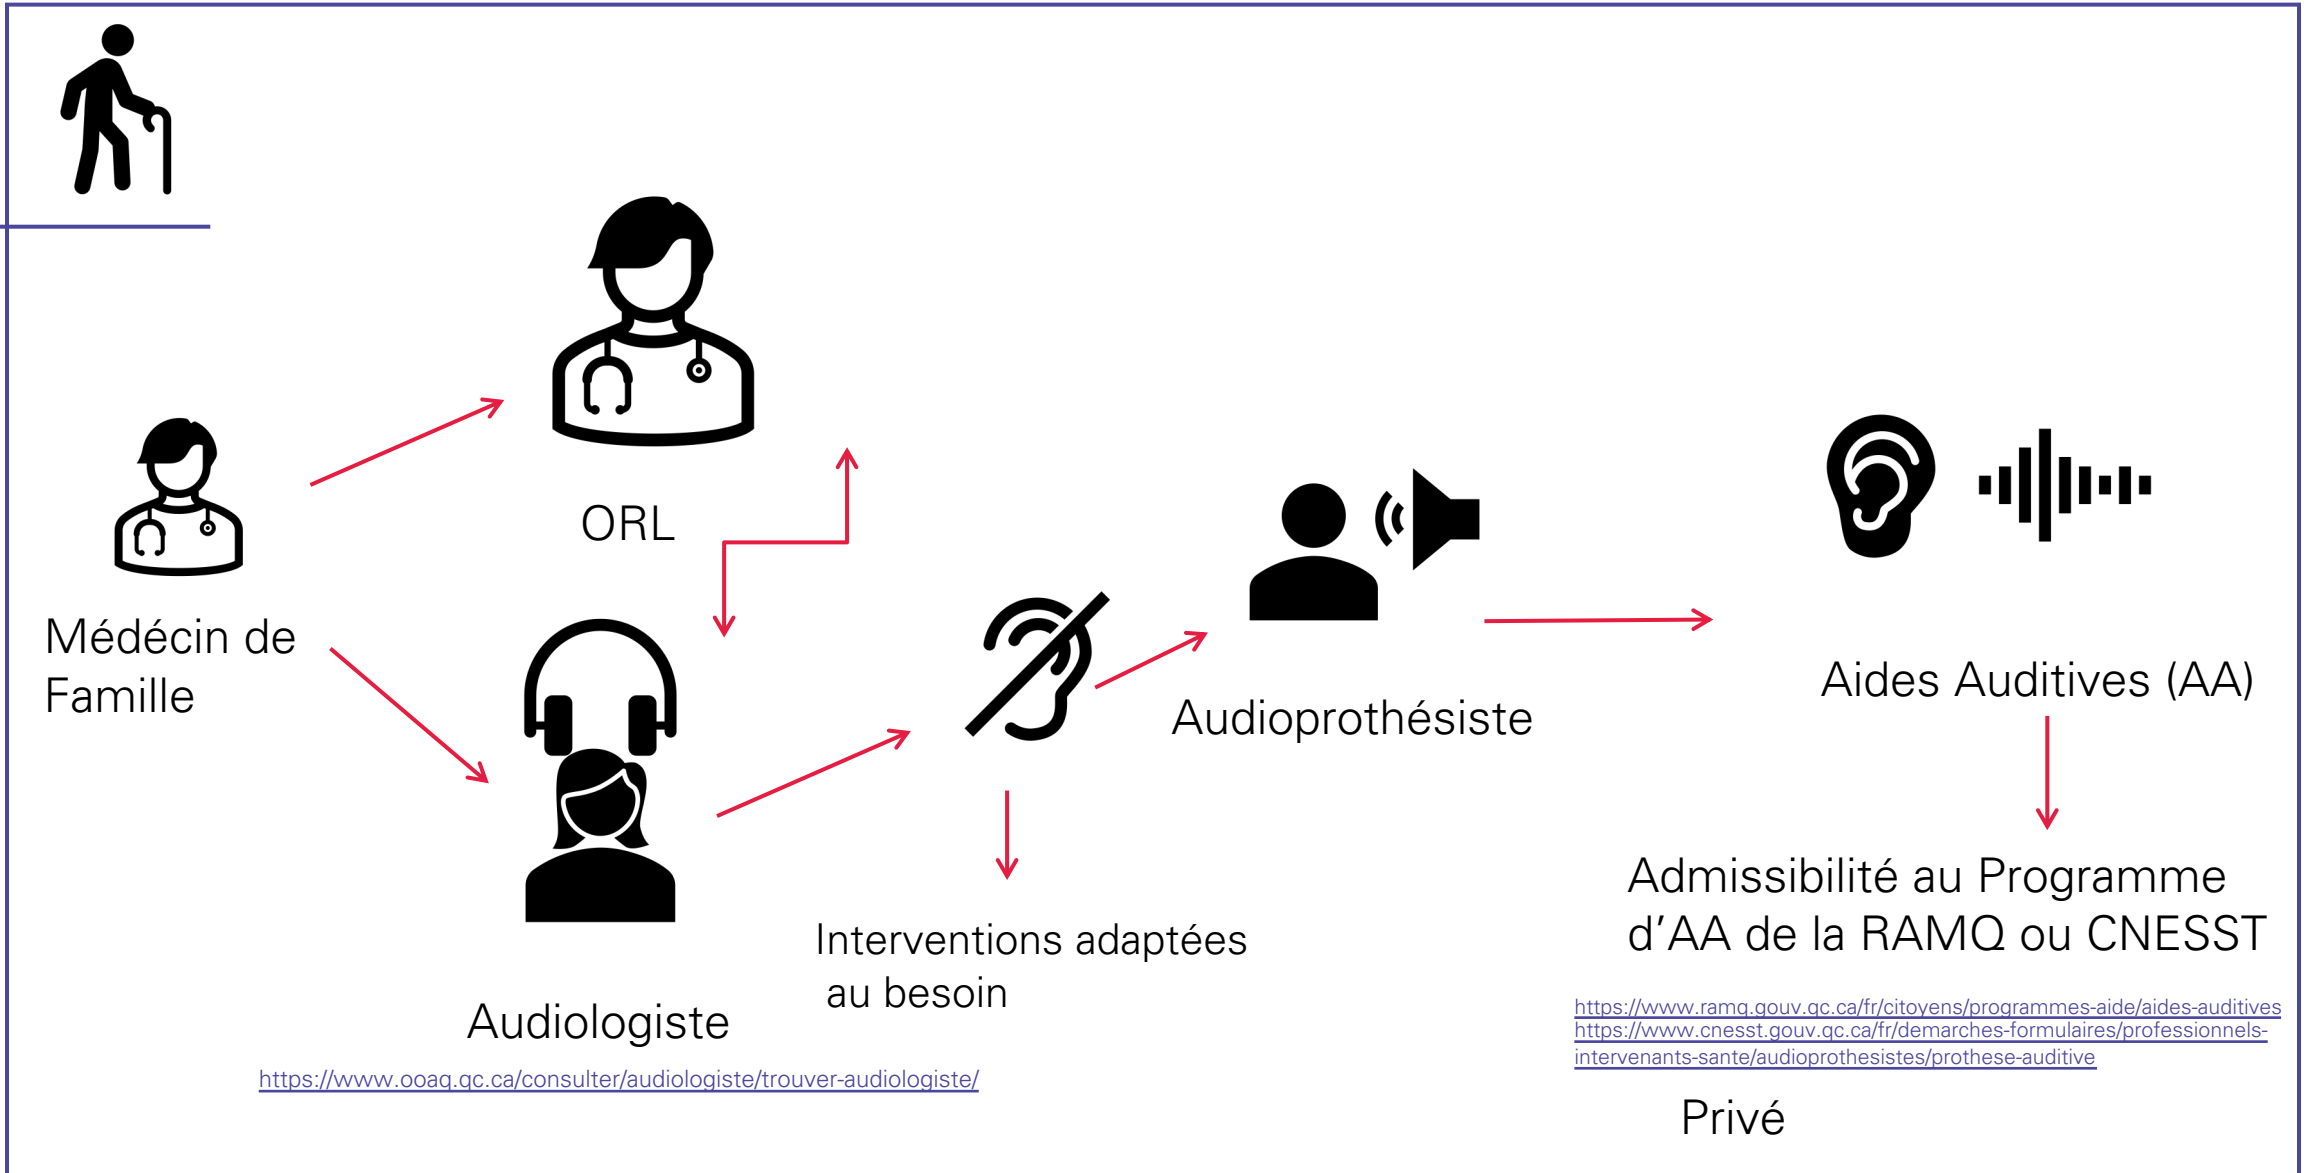 ORL
Médécin de
Famille
Audiologiste
https://www.ooaq.qc.ca/consulter/audiologiste/trouver-audiologiste/
Interventions adaptées
au besoin
Audioprothésiste
Aides Auditives (AA)
Admissibilité au Programme
d’AA de la RAMQ ou CNESST
https://www.ramq.gouv.qc.ca/fr/citoyens/programmes-aide/aides-auditives
https://www.cnesst.gouv.qc.ca/fr/demarches-formulaires/professionnels-
intervenants-sante/audioprothesistes/prothese-auditive
Privé